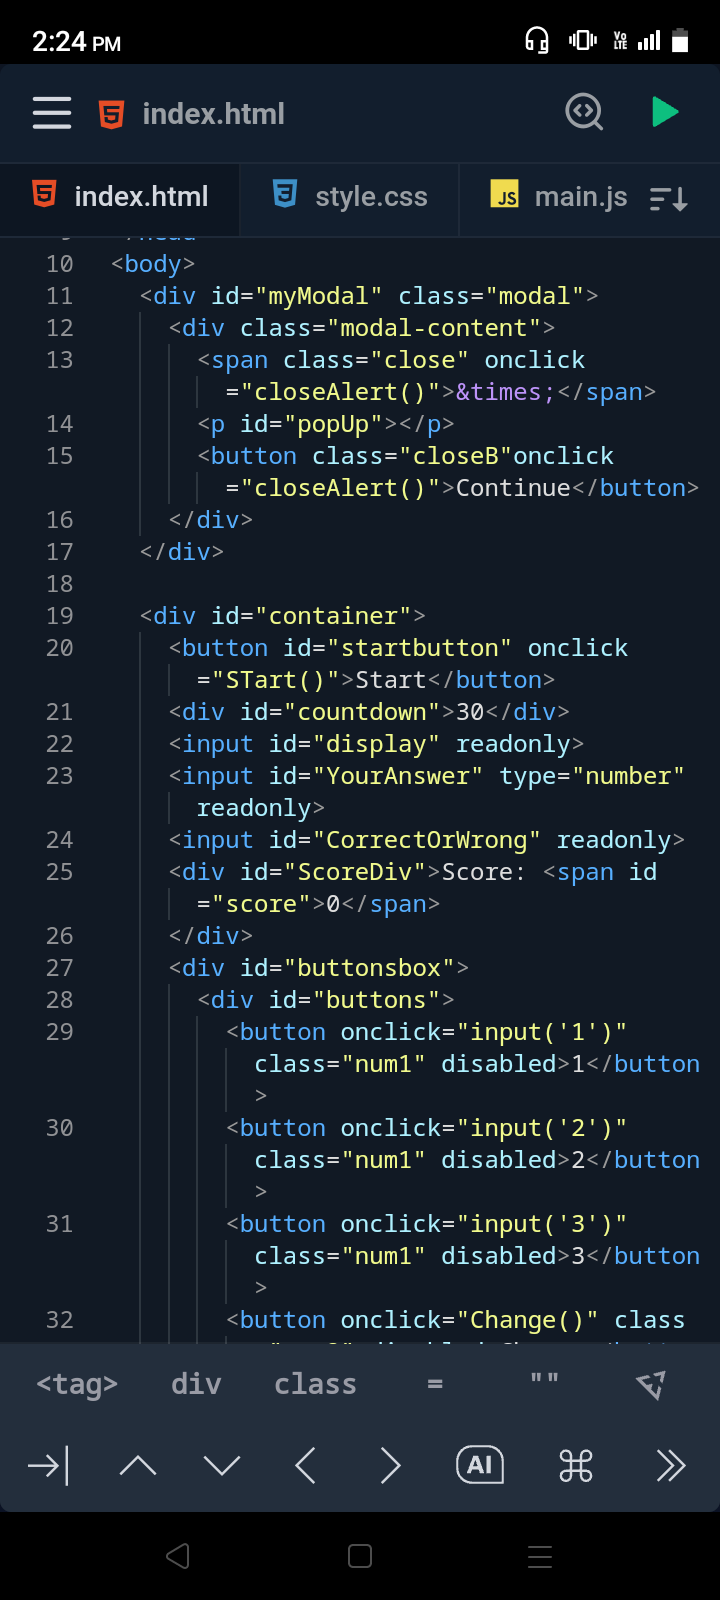 2:24 PM
VO LTE
index.html
index.html style.css JS main.js
10 <body>
11 <div id="myModal" class="modal">
12 <div class="modal-content">
13 <span class="close" onclick
="closeAlert()">&times;</span>
14 <p id="popUp"></p>
15 <button class="closeB"onclick
="closeAlert()">Continue</button>
16 </div>
17 </div>
18
19 <div id="container">
20 <button id="startbutton" onclick
="STart()">Start</button>
21 <div id="countdown">30</div>
22 <input id="display" readonly>
23 <input id="YourAnswer" type="number"
readonly>
24 <input id="CorrectOrWrong" readonly>
25 <div id="ScoreDiv">Score: <span id
="score">0</span>
26 </div>
27 <div id="buttonsbox">
28 <div id="buttons">
29 <button onclick="input('1')"
class="num1" disabled>1</button
>
30 <button onclick="input('2')"
class="num1" disabled>2</button
>
31 <button onclick="input('3')"
class="num1" disabled>3</button
>
32 <button onclick="Change()" class
<tag> div class = ""
AI